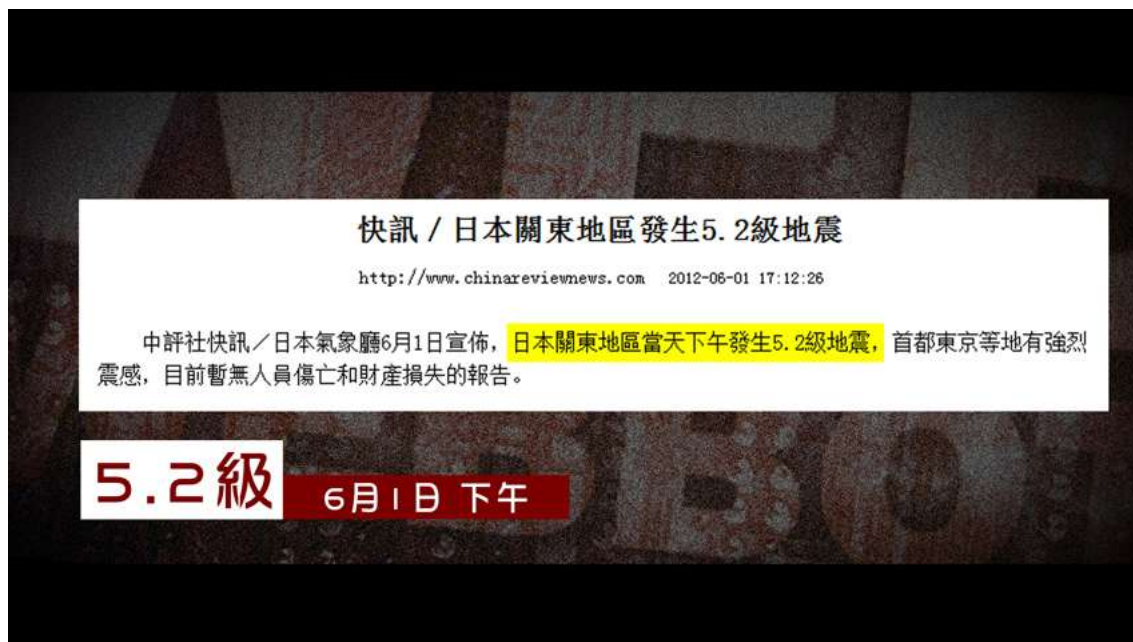 快訊／日本關東地區發生5.2級地震
http://www.chinareviewnews.com 2012-06-01 17:12:26
中評社快訊／日本氣象廳6月1日宣佈，日本關東地區當天下午發生5.2級地震，首都東京等地有強烈
震感，目前暫無人員傷亡和財產損失的報告。
5.2級
6月1日 下午